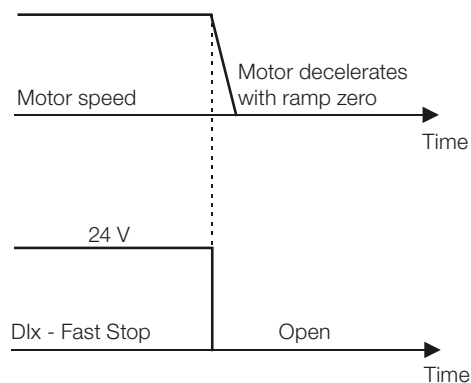 Motor decelerates
with ramp zero
Motor speed
Time
24 V
DIx - Fast Stop
Open
Time